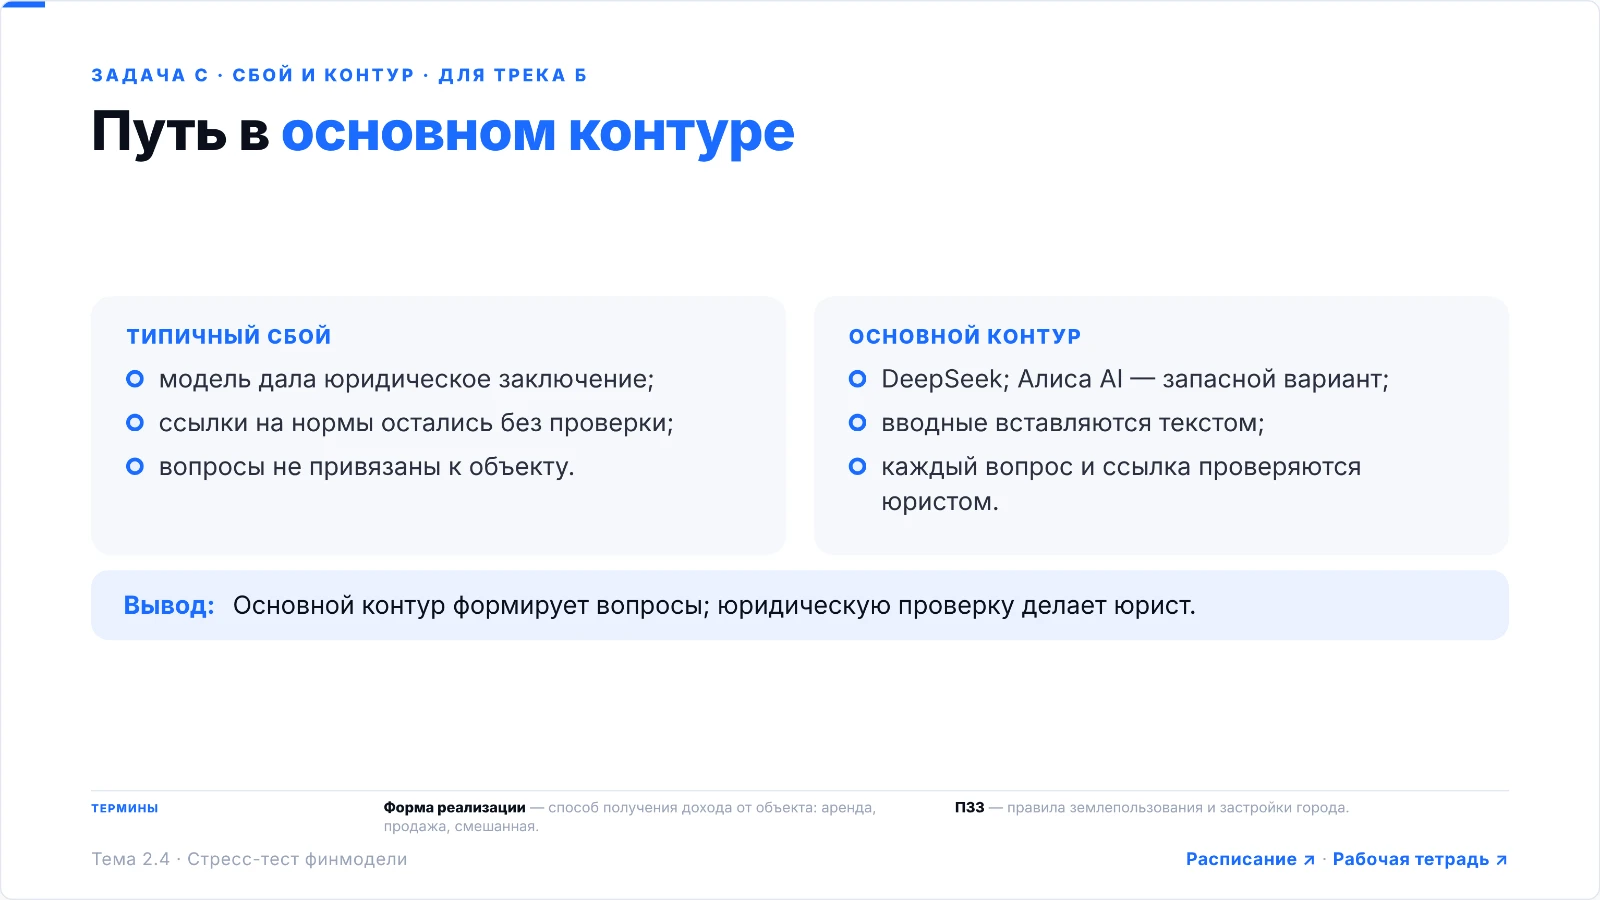 ЗАДАЧА С · СБОЙ И КОНТУР · ДЛЯ ТРЕКА Б
Путь в основном контуре
ТИПИЧНЫЙ СБОЙ
модель дала юридическое заключение;
ссылки на нормы остались без проверки;
вопросы не привязаны к объекту.
ОСНОВНОЙ КОНТУР
DeepSeek; Алиса AI — запасной вариант;
вводные вставляются текстом;
каждый вопрос и ссылка проверяются
юристом.
Вывод: Основной контур формирует вопросы; юридическую проверку делает юрист.
ТЕРМИНЫ
Форма реализации — способ получения дохода от объекта: аренда,
продажа, смешанная.
ПЗЗ — правила землепользования и застройки города.
Тема 2.4 · Стресс-тест финмодели
Расписание ↗ · Рабочая тетрадь ↗